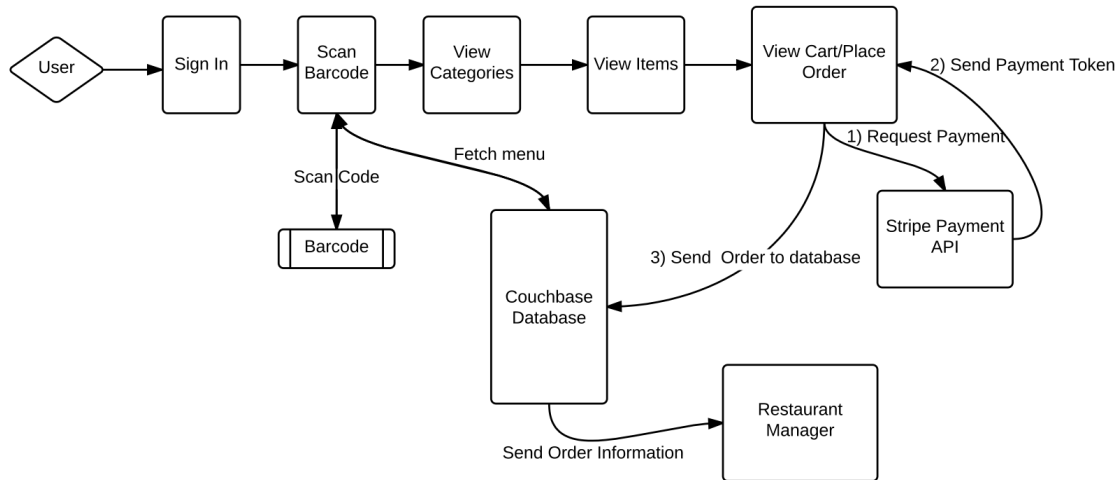 User
Sign In
Scan
Barcode
View
Categories
View Items
View Cart/Place
Order
2) Send Payment Token
1) Request Payment
Fetch menu
Scan Code
Barcode
Stripe Payment
API
3) Send  Order to database
Couchbase
Database
Restaurant
Manager
Send Order Information